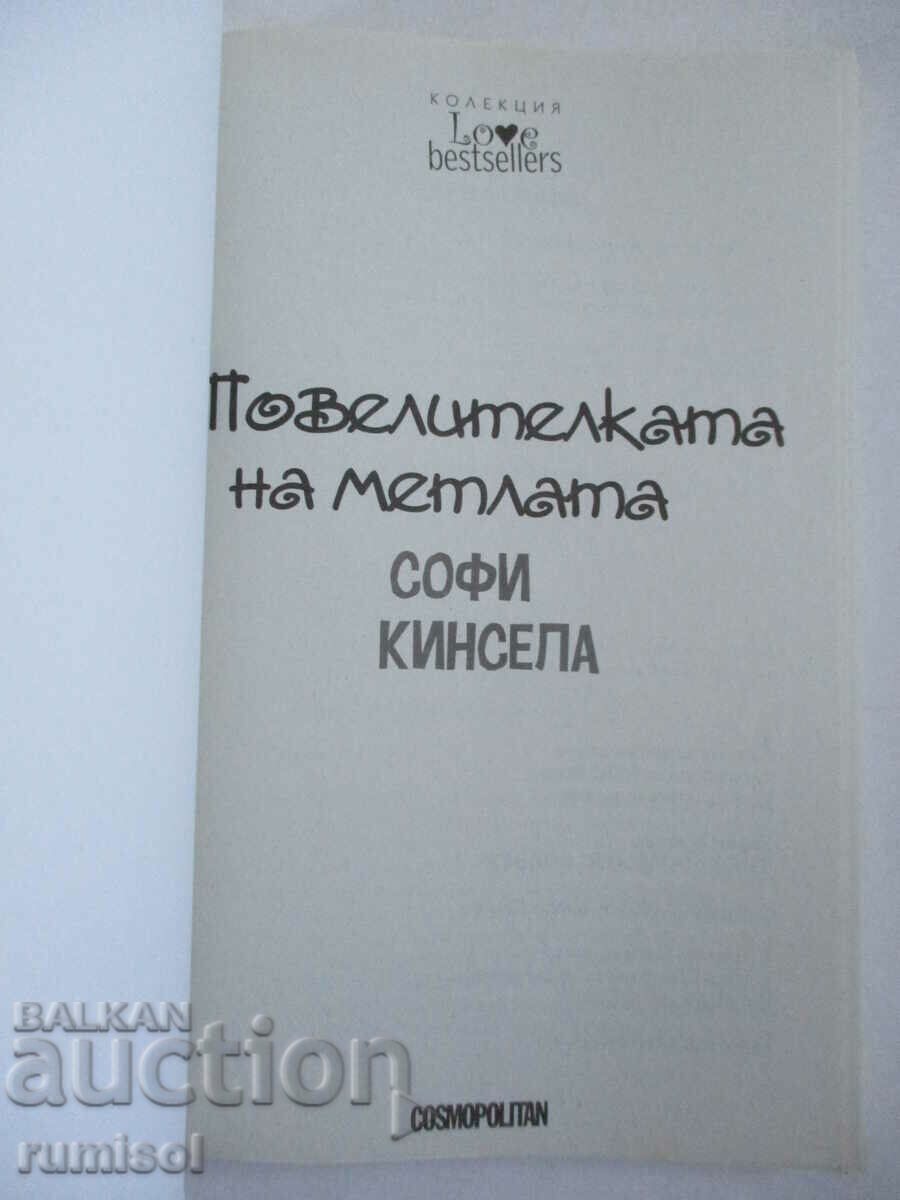 КОЛЕКЦИЯ
Love
bestsellers
Повелителката
на метлата
СОФИ
КИНСЕЛА
COSMOPOLITAN
BALKAN
auction
rumisol